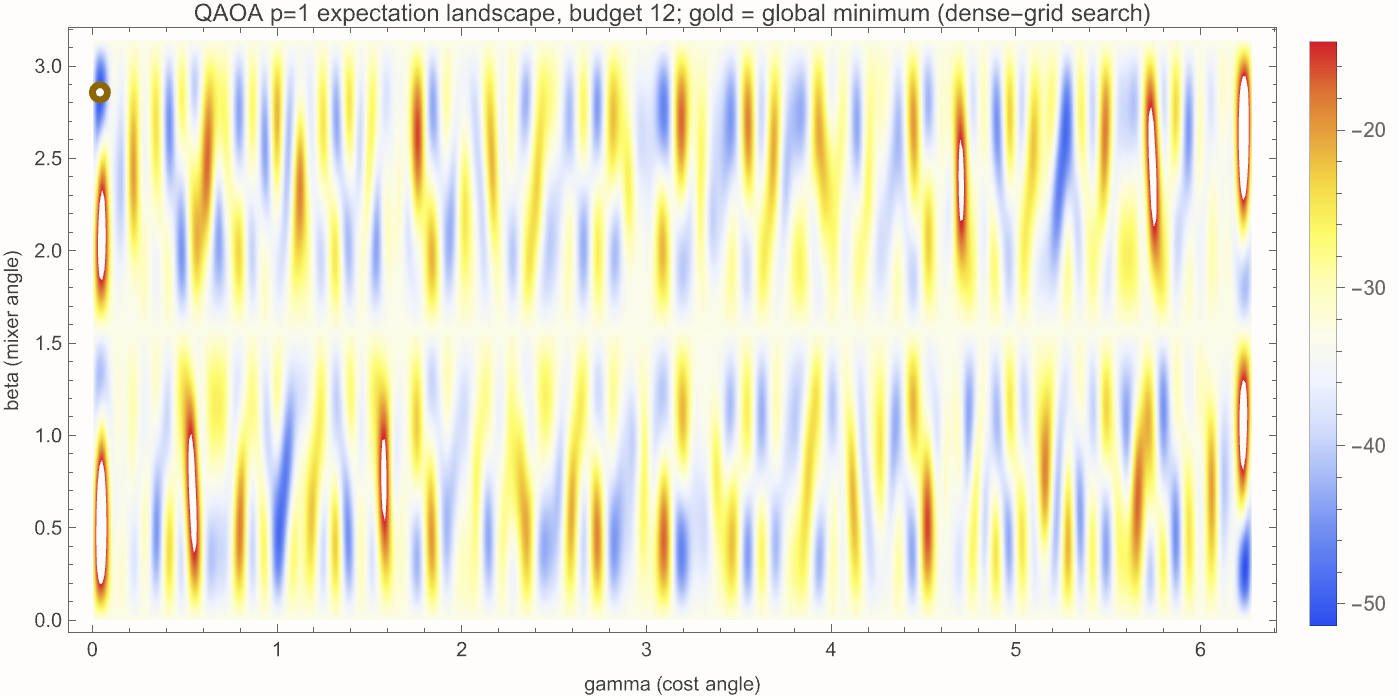 QAOA p=1 expectation landscape, budget 12; gold = global minimum (dense−grid search)
3.0
2.5
2.0
1.5
1.0
0.5
0.0
beta (mixer angle)
0 1 2 3 4 5 6
gamma (cost angle)
−20
−30
−40
−50